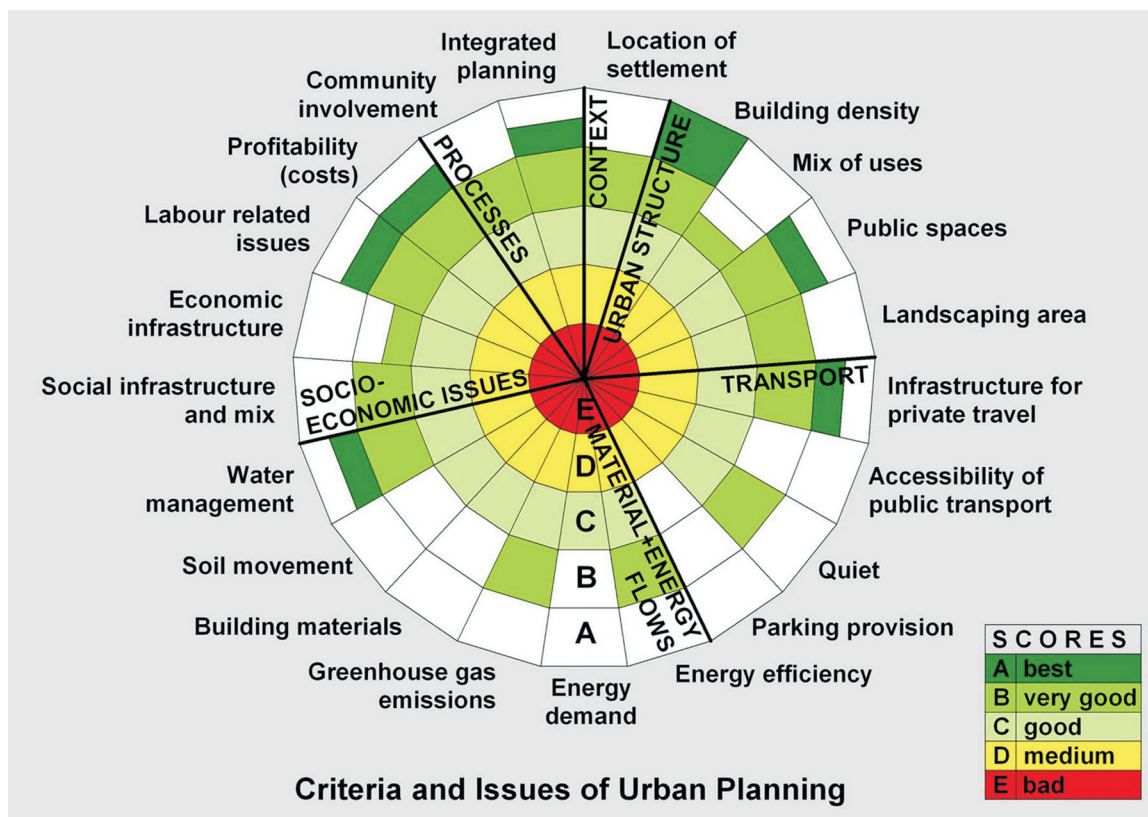 Integrated
planning
Location of
settlement
Community
involvement
Building density
Profitability
(costs)
Mix of uses
Labour related
issues
Public spaces
Economic
infrastructure
Landscaping area
Social infrastructure
and mix
Infrastructure for
private travel
Water
management
Accessibility of
public transport
Soil movement
Quiet
Building materials
Parking provision
Greenhouse gas
emissions
Energy
demand
Energy efficiency
PROCESSES
CONTEXT
URBAN STRUCTURE
TRANSPORT
SOCIO-
ECONOMIC ISSUES
MATERIAL+ENERGY
FLOWS
E
D
C
B
A
SCORES
A best
B very good
C good
D medium
E bad
Criteria and Issues of Urban Planning